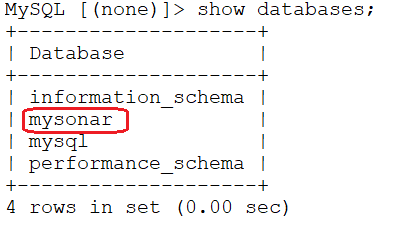 MySQL [(none)]> show databases;
+--------------------+
| Database           |
+--------------------+
| information_schema |
| mysonar            |
| mysql              |
| performance_schema |
+--------------------+
4 rows in set (0.00 sec)